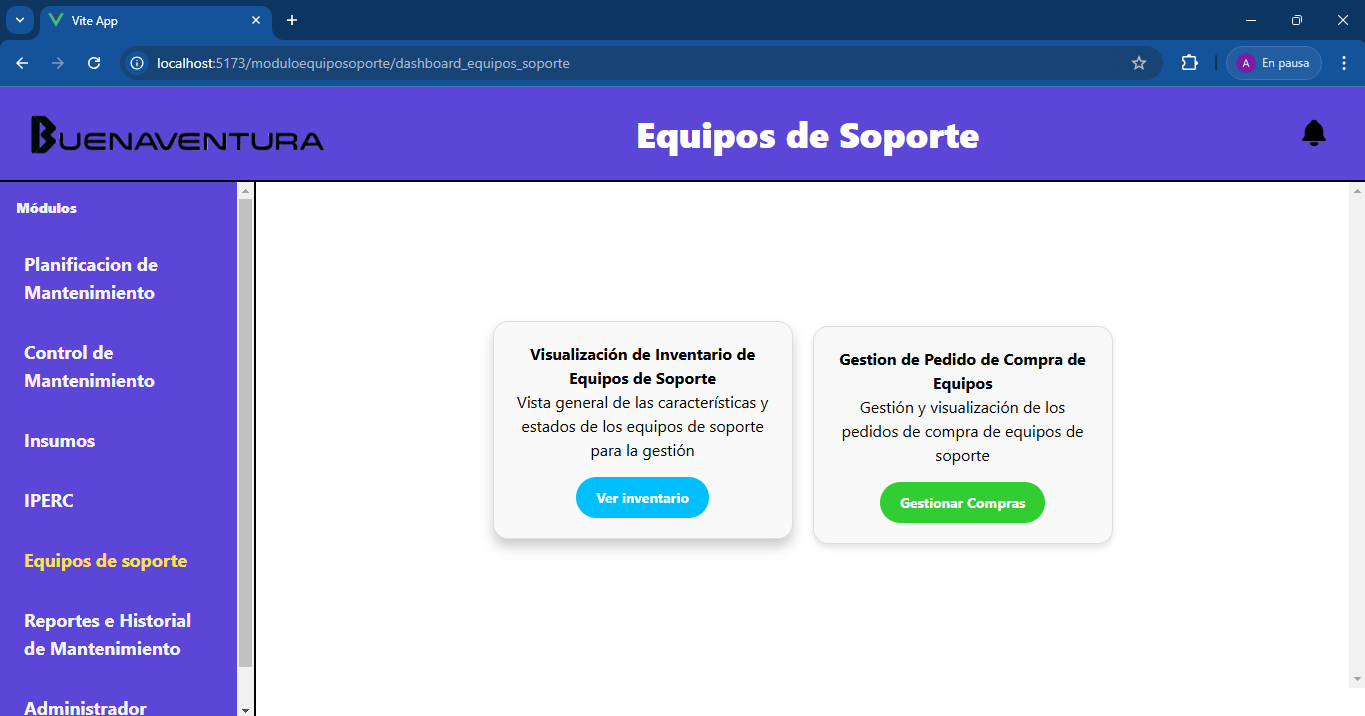 Vite App
localhost:5173/moduloequiposoporte/dashboard_equipos_soporte
A
En pausa
BUENAVENTURA
Equipos de Soporte
Módulos
Planificacion de
Mantenimiento
Control de
Mantenimiento
Insumos
IPERC
Equipos de soporte
Reportes e Historial
de Mantenimiento
Administrador
Visualización de Inventario de
Equipos de Soporte
Vista general de las características y
estados de los equipos de soporte
para la gestión
Ver inventario
Gestion de Pedido de Compra de
Equipos
Gestión y visualización de los
pedidos de compra de equipos de
soporte
Gestionar Compras